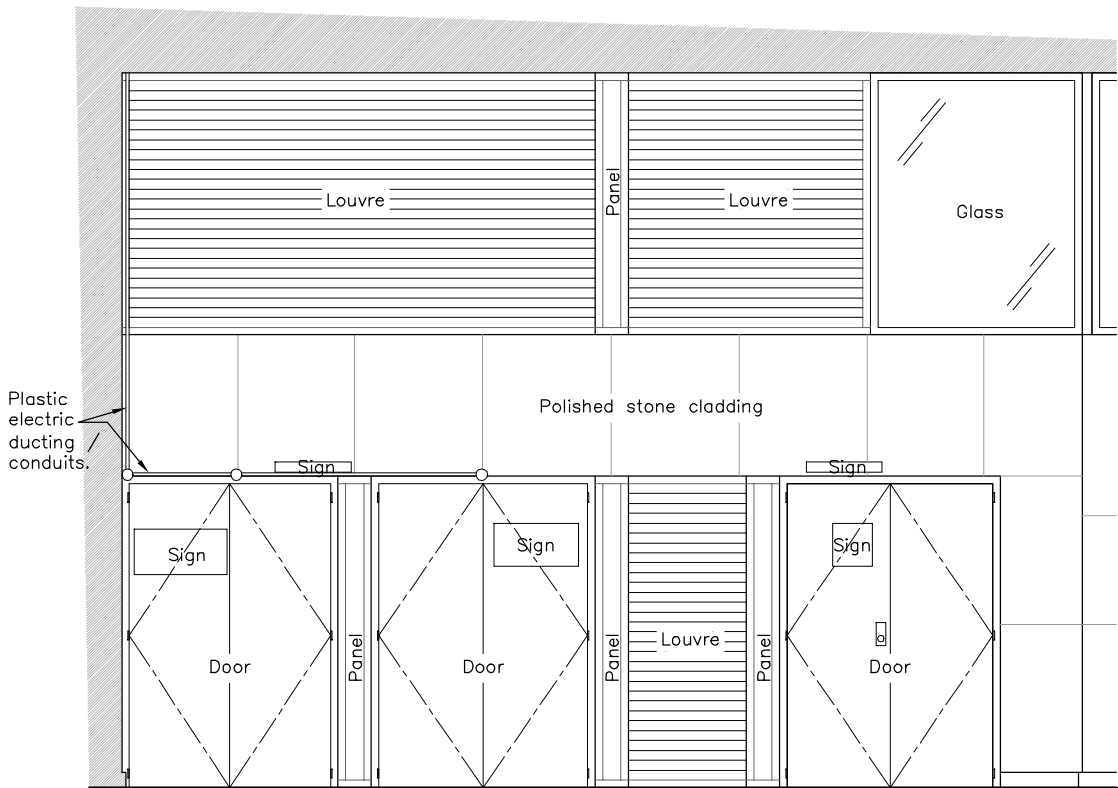 Louvre
Panel
Louvre
Glass
Plastic
electric
ducting
conduits.
Polished stone cladding
Sign
Sign
Sign
Sign
Sign
Door
Panel
Door
Panel
Louvre
Panel
Door